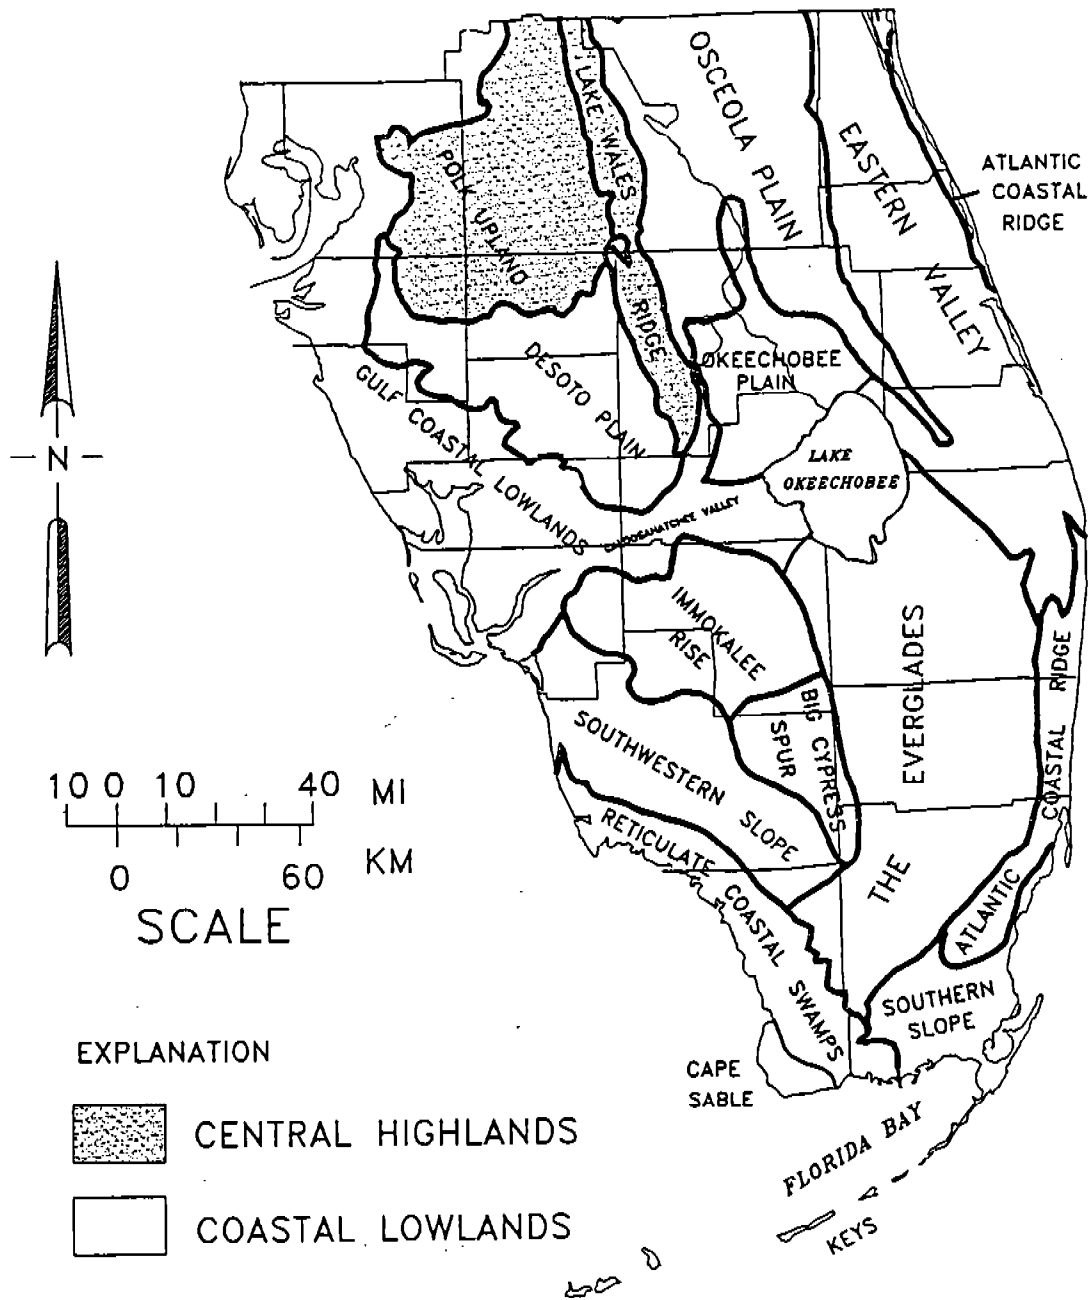 OSCEOLA PLAIN
LAKE WALES
RIDGE
EASTERN
VALLEY
ATLANTIC
COASTAL
RIDGE
POLK UPLAND
DESOTO PLAIN
OKEECHOBEE
PLAIN
GULF COASTAL LOWLANDS
LAKE
OKEECHOBEE
CALOOSAHATCHEE VALLEY
N
IMMOKALEE
RISE
BIG CYPRESS
SPUR
THE EVERGLADES
ATLANTIC COASTAL RIDGE
SOUTHWESTERN SLOPE
RETICULATE COASTAL SWAMPS
SOUTHERN
SLOPE
CAPE
SABLE
FLORIDA BAY
KEYS
10 0 10 40 MI
0 60 KM
SCALE
EXPLANATION
CENTRAL HIGHLANDS
COASTAL LOWLANDS